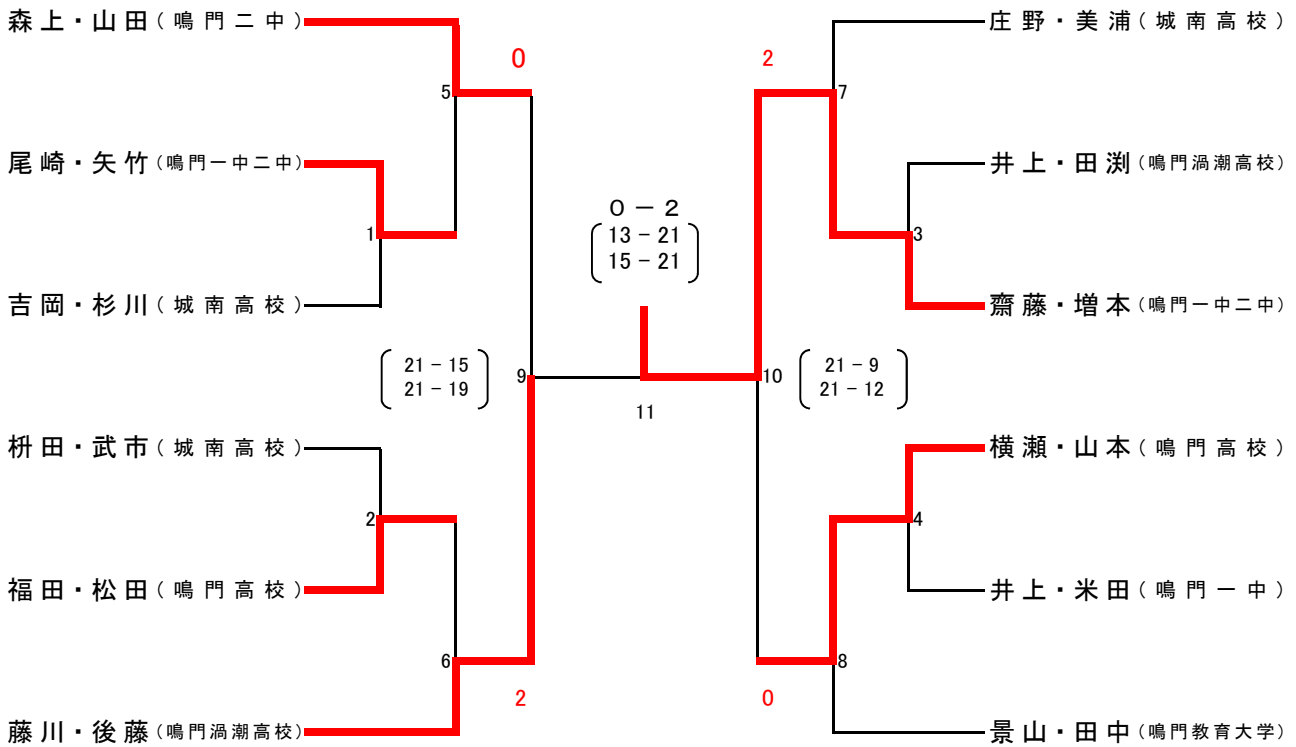 森上・山田（鳴門二中）
尾崎・矢竹（鳴門一中二中）
吉岡・杉川（城南高校）
枡田・武市（城南高校）
福田・松田（鳴門高校）
藤川・後藤（鳴門渦潮高校）
5
1
2
6
0
2
9
21－15
21－19
0－2
13－21
15－21
11
2
0
10
21－9
21－12
7
3
4
8
庄野・美浦（城南高校）
井上・田渕（鳴門渦潮高校）
齋藤・増本（鳴門一中二中）
横瀬・山本（鳴門高校）
井上・米田（鳴門一中）
景山・田中（鳴門教育大学）